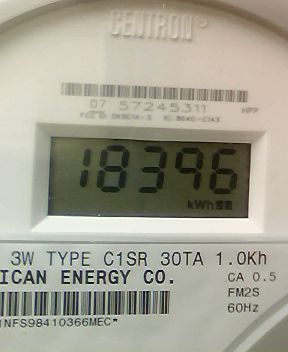 CENTRON®
07 57245311 HPP
18396
kWh
3W TYPE C1SR 30TA 1.0Kh
ICAN ENERGY CO. CA 0.5
FM2S
60Hz
NFS98410366MEC*